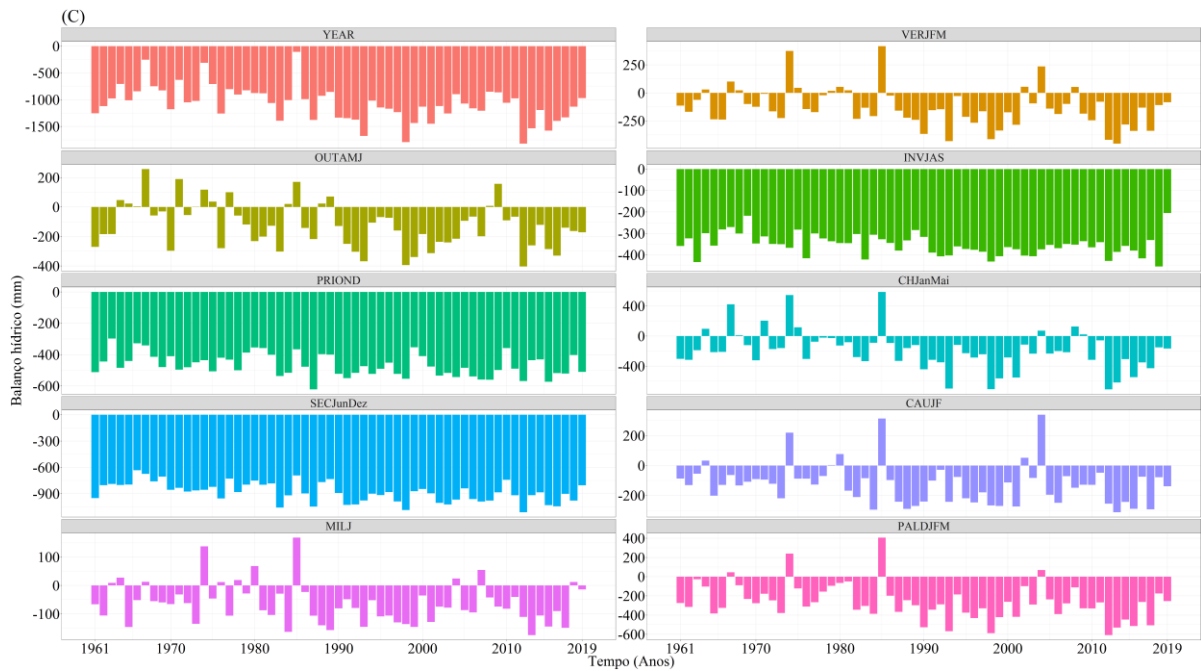 (C)
YEAR
0
-500
-1000
-1500
VERJFM
250
0
-250
OUTAMJ
200
0
-200
-400
INVJAS
0
-100
-200
-300
-400
PRIOND
0
-200
-400
-600
CHJanMai
400
0
-400
SECJunDez
0
-300
-600
-900
CAUJF
200
0
-200
MILJ
100
0
-100
PALDJFM
400
200
0
-200
-400
-600
1961 1970 1980 1990 2000 2010 2019
1961 1970 1980 1990 2000 2010 2019
Balanço hídrico (mm)
Tempo (Anos)